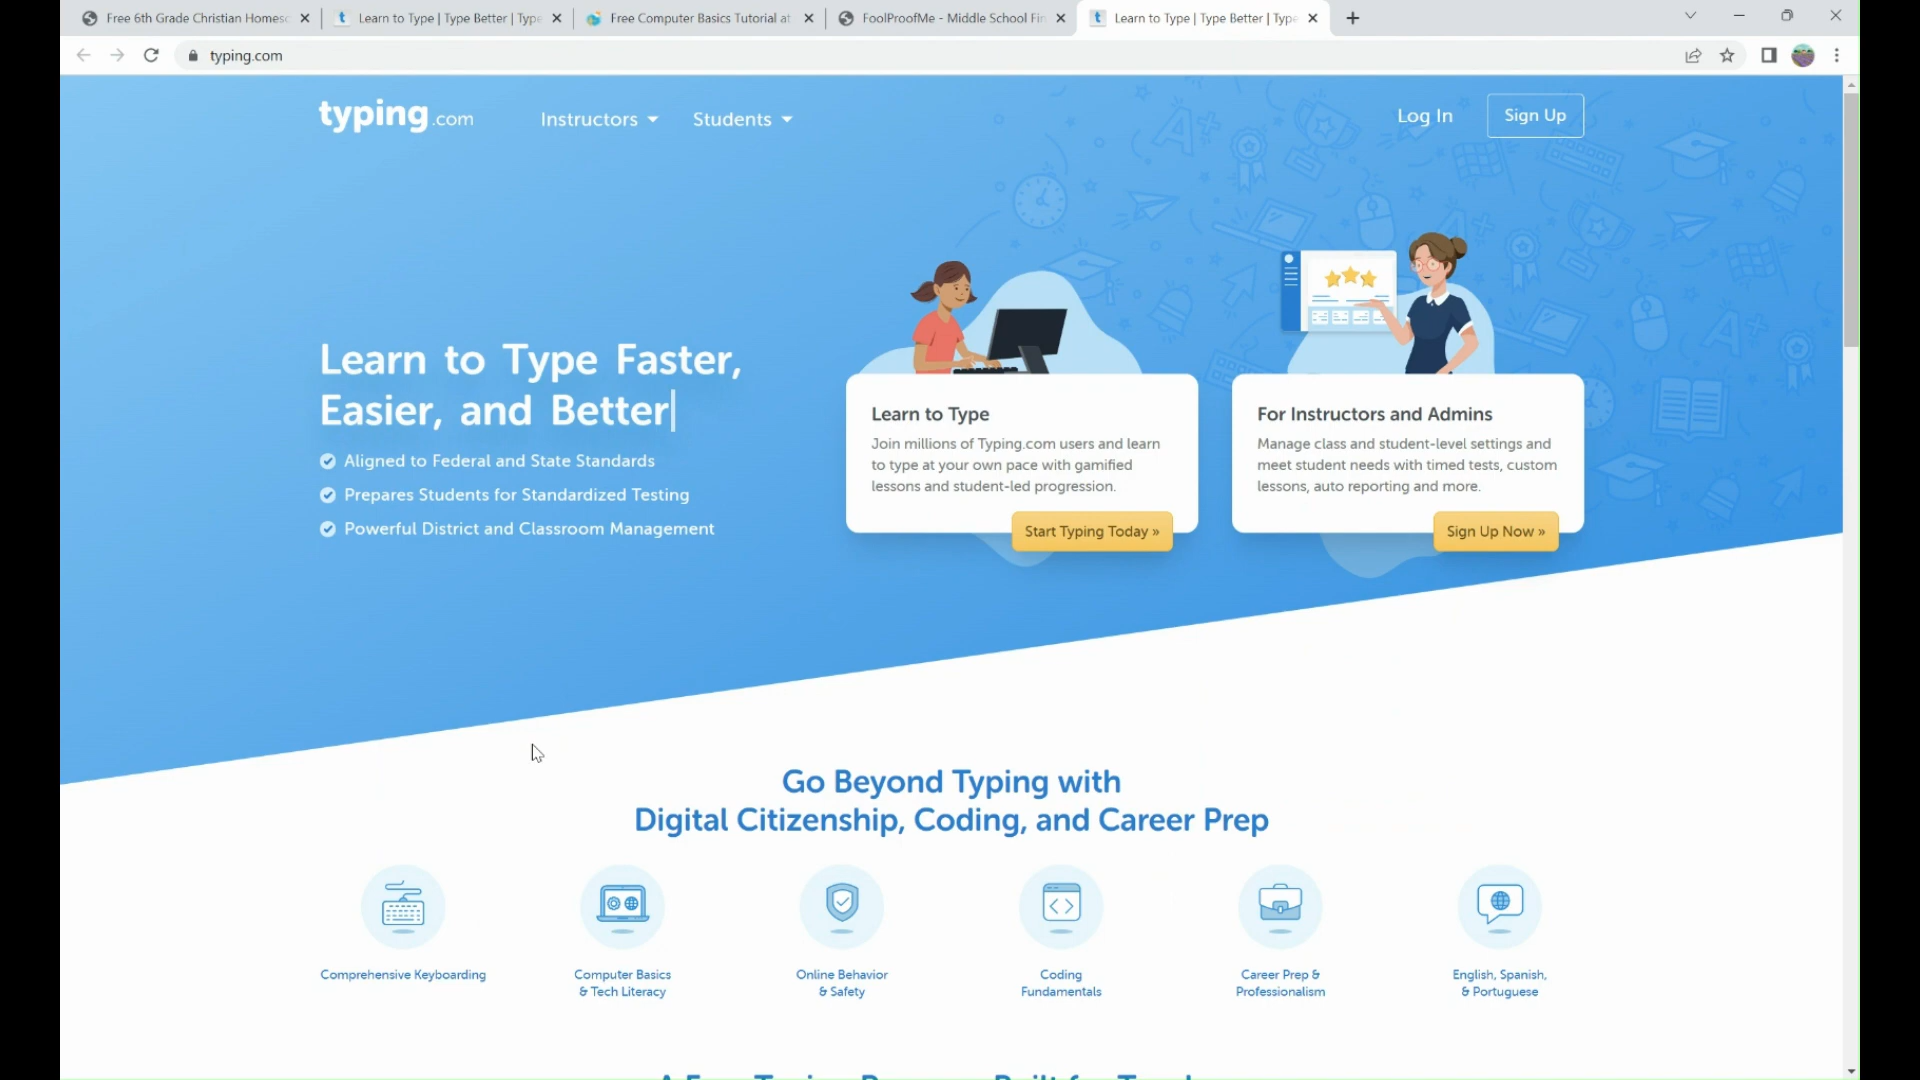 Free 6th Grade Christian Homesc
Learn to Type | Type Better | Type
Free Computer Basics Tutorial at
FoolProofMe - Middle School Fin
Learn to Type | Type Better | Type
typing.com
typing.com
Instructors
Students
Log In
Sign Up
Learn to Type Faster,
Easier, and Better
Aligned to Federal and State Standards
Prepares Students for Standardized Testing
Powerful District and Classroom Management
Learn to Type
Join millions of Typing.com users and learn
to type at your own pace with gamified
lessons and student-led progression.
Start Typing Today »
For Instructors and Admins
Manage class and student-level settings and
meet student needs with timed tests, custom
lessons, auto reporting and more.
Sign Up Now »
Go Beyond Typing with
Digital Citizenship, Coding, and Career Prep
Comprehensive Keyboarding
Computer Basics
& Tech Literacy
Online Behavior
& Safety
Coding
Fundamentals
Career Prep &
Professionalism
English, Spanish,
& Portuguese